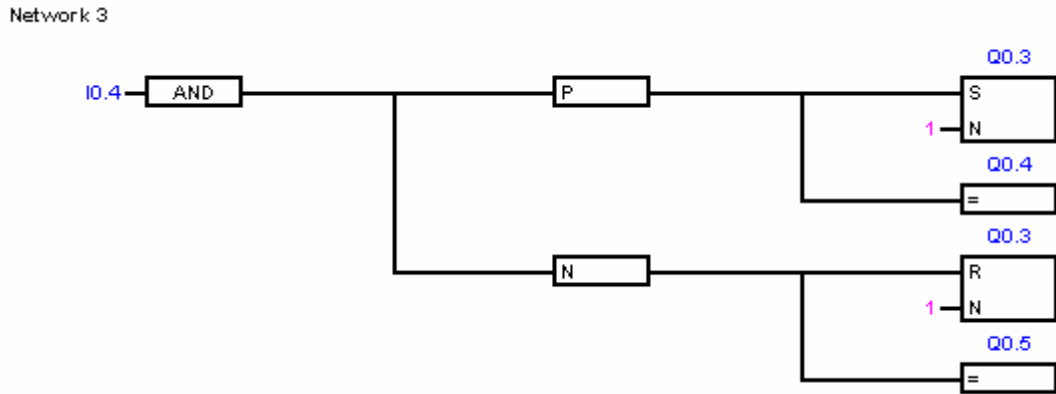 Network 3
Q0.3
I0.4 AND P S
1 N
Q0.4
=
Q0.3
N R
1 N
Q0.5
=